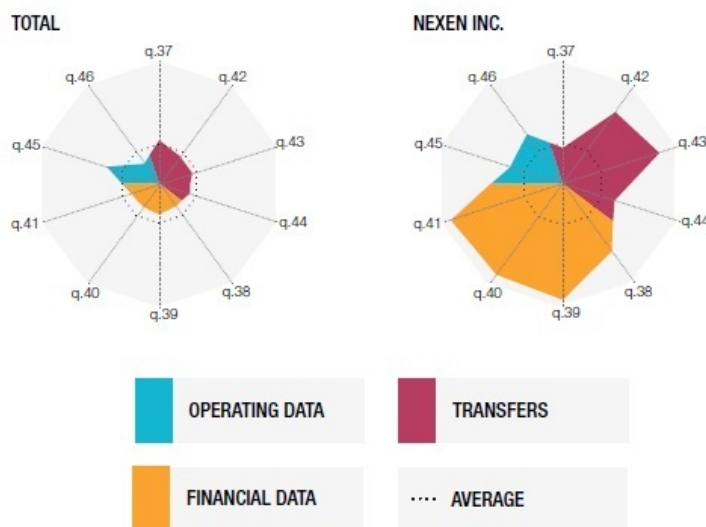 TOTAL
q.37
q.46
q.42
q.45
q.43
q.41
q.44
q.40
q.38
q.39
NEXEN INC.
q.37
q.46
q.42
q.45
q.43
q.41
q.44
q.40
q.38
q.39
OPERATING DATA
TRANSFERS
FINANCIAL DATA
AVERAGE